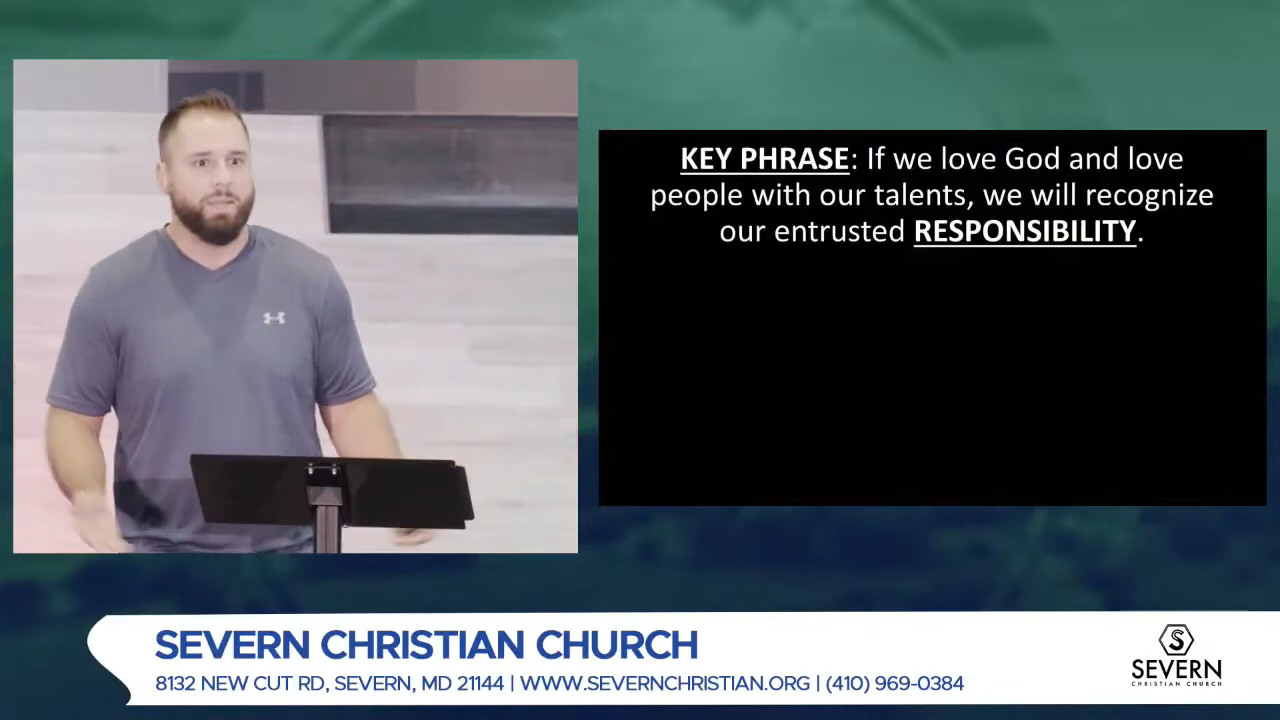 KEY PHRASE: If we love God and love
people with our talents, we will recognize
our entrusted RESPONSIBILITY.
SEVERN CHRISTIAN CHURCH
8132 NEW CUT RD, SEVERN, MD 21144 | WWW.SEVERNCHRISTIAN.ORG | (410) 969-0384
S
SEVERN
CHRISTIAN CHURCH